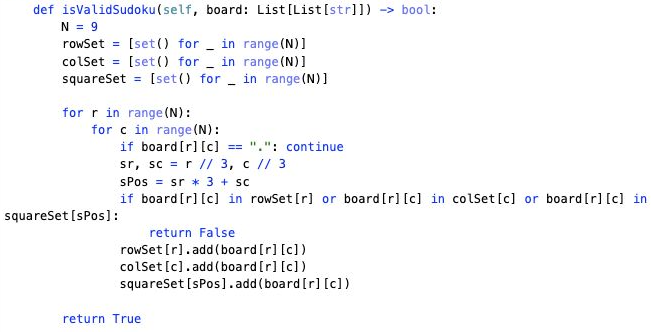 def isValidSudoku(self, board: List[List[str]]) -> bool:
        N = 9
        rowSet = [set() for _ in range(N)]
        colSet = [set() for _ in range(N)]
        squareSet = [set() for _ in range(N)]

        for r in range(N):
            for c in range(N):
                if board[r][c] == ".": continue
                sr, sc = r // 3, c // 3
                sPos = sr * 3 + sc
                if board[r][c] in rowSet[r] or board[r][c] in colSet[c] or board[r][c] in
squareSet[sPos]:
                    return False
                rowSet[r].add(board[r][c])
                colSet[c].add(board[r][c])
                squareSet[sPos].add(board[r][c])

        return True